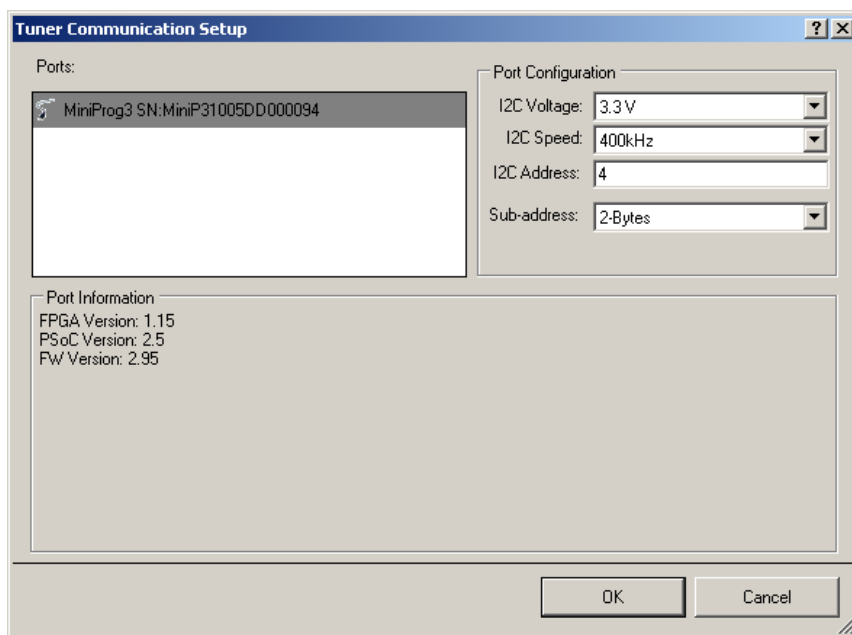 Tuner Communication Setup
Ports:
MiniProg3 SN:MiniP31005DD000094
Port Configuration
I2C Voltage: 3.3 V
I2C Speed: 400kHz
I2C Address: 4
Sub-address: 2-Bytes
Port Information
FPGA Version: 1.15
PSoC Version: 2.5
FW Version: 2.95
OK Cancel